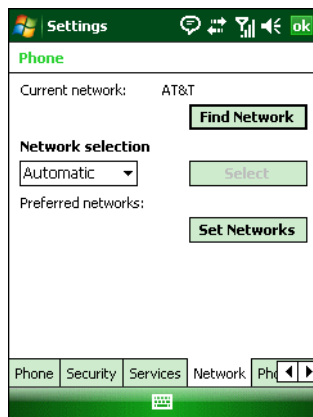 Settings ok
Phone
Current network: AT&T
Find Network
Network selection
Automatic Select
Preferred networks:
Set Networks
Phone Security Services Network Pho